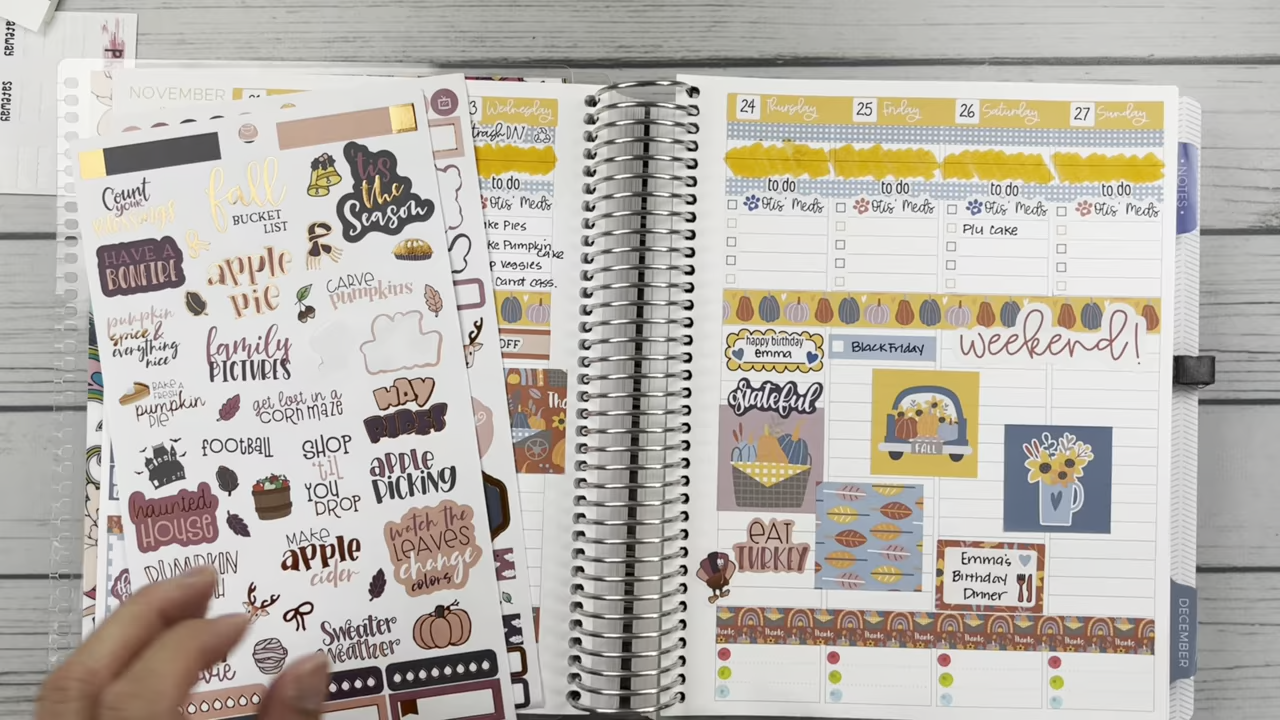 NOVEMBER
Count
your
blessings
fall
BUCKET
LIST
'tis
the
Season
HAVE A
BONFIRE
apple
pie
CARVE
pumpkins
pumpkin
spice &
everything
nice
family
PICTURES
BAKE A
FRESH
pumpkin
PIE
get lost in a
CORN MAZE
HAY
RIDES
FOOTBALL
SHOP
'til
YOU
DROP
apple
PICKING
haunted
HOUSE
MAKE
apple
cider
watch the
LEAVES
change
colors
PUMPKIN
Sweater
Weather
3 Wednesday
trash DAY
ke Pies
ke Pumpkin
cake
p veggies
carrot cass.
OFF
24 Thursday
25 Friday
26 Saturday
27 Sunday
to do
to do
to do
to do
Otis' Meds
Otis' Meds
Otis' Meds
Otis' Meds
P/U Cake
happy birthday
emma
Black Friday
weekend!
grateful
FALL
EAT
TURKEY
Emma's
Birthday
Dinner
thanks
NOTES
DECEMBER